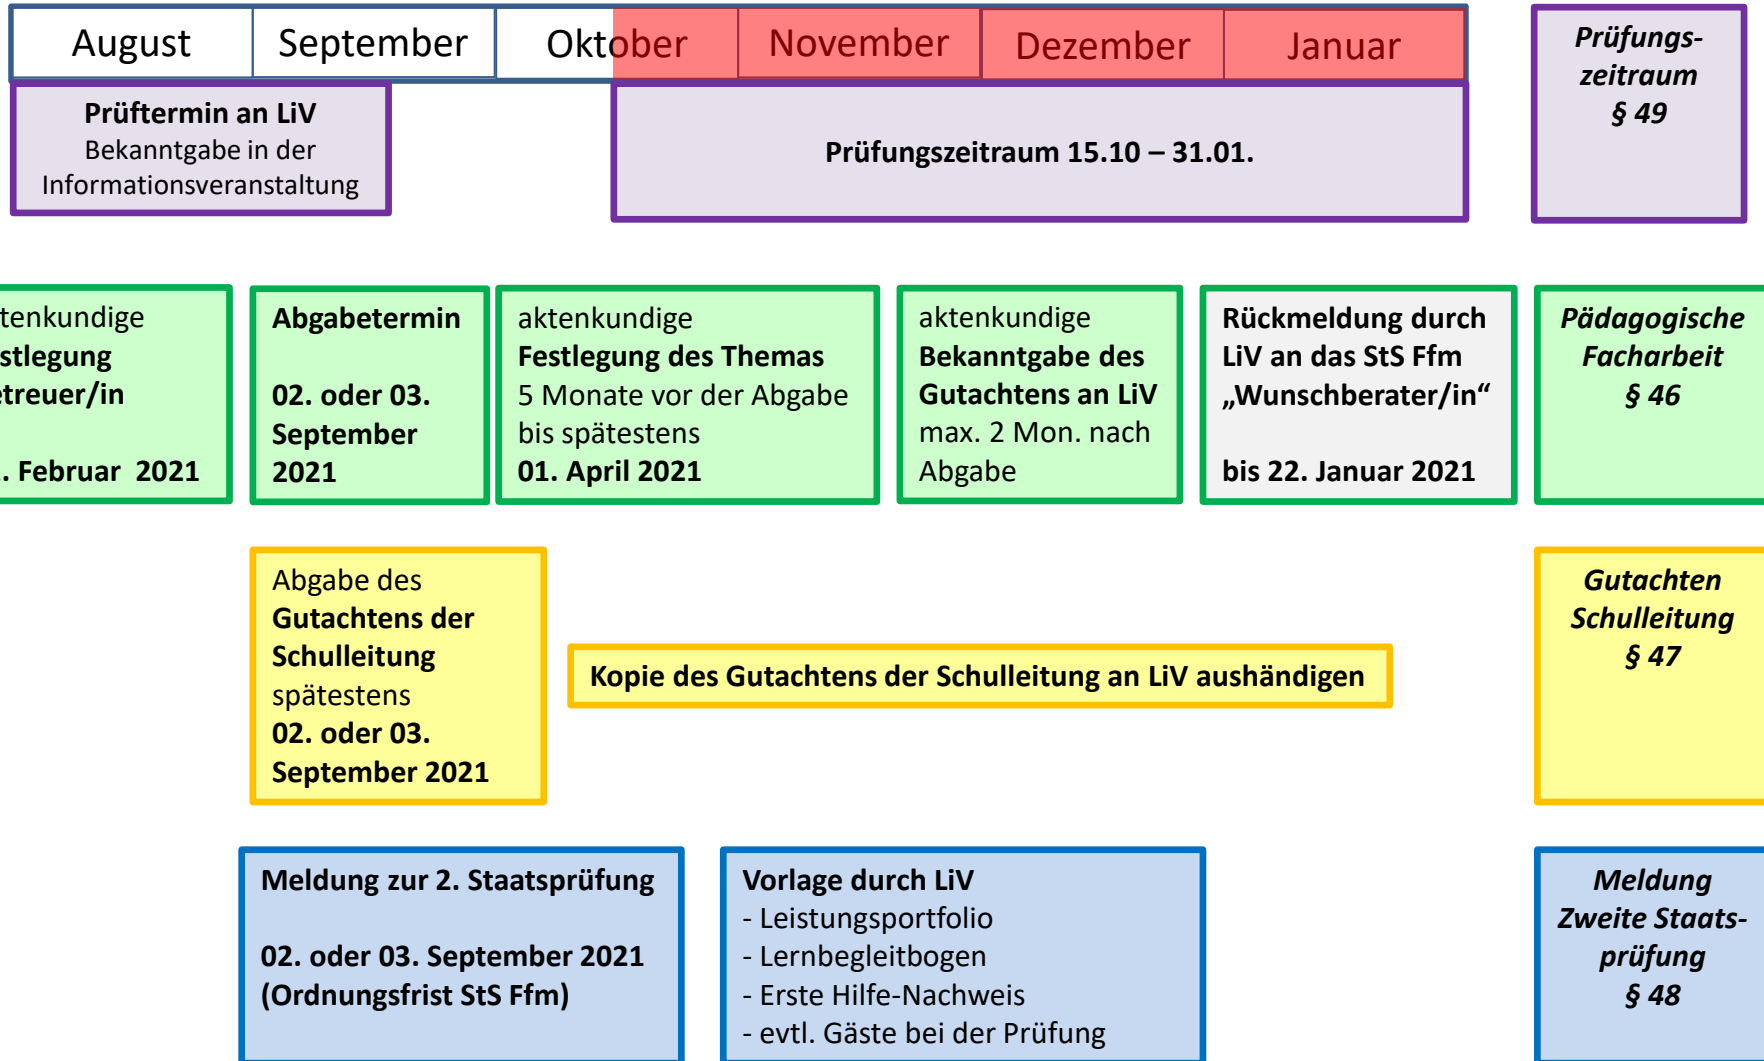 August
September
Oktober
November
Dezember
Januar
Prüfungs-
zeitraum
§ 49
Prüftermin an LiV
Bekanntgabe in der
Informationsveranstaltung
Prüfungszeitraum 15.10 – 31.01.
tenkundige
stlegung
treuer/in
. Februar 2021
Abgabetermin
02. oder 03.
September
2021
aktenkundige
Festlegung des Themas
5 Monate vor der Abgabe
bis spätestens
01. April 2021
aktenkundige
Bekanntgabe des
Gutachtens an LiV
max. 2 Mon. nach
Abgabe
Rückmeldung durch
LiV an das StS Ffm
„Wunschberater/in“
bis 22. Januar 2021
Pädagogische
Facharbeit
§ 46
Abgabe des
Gutachtens der
Schulleitung
spätestens
02. oder 03.
September 2021
Kopie des Gutachtens der Schulleitung an LiV aushändigen
Gutachten
Schulleitung
§ 47
Meldung zur 2. Staatsprüfung
02. oder 03. September 2021
(Ordnungsfrist StS Ffm)
Vorlage durch LiV
- Leistungsportfolio
- Lernbegleitbogen
- Erste Hilfe-Nachweis
- evtl. Gäste bei der Prüfung
Meldung
Zweite Staats-
prüfung
§ 48